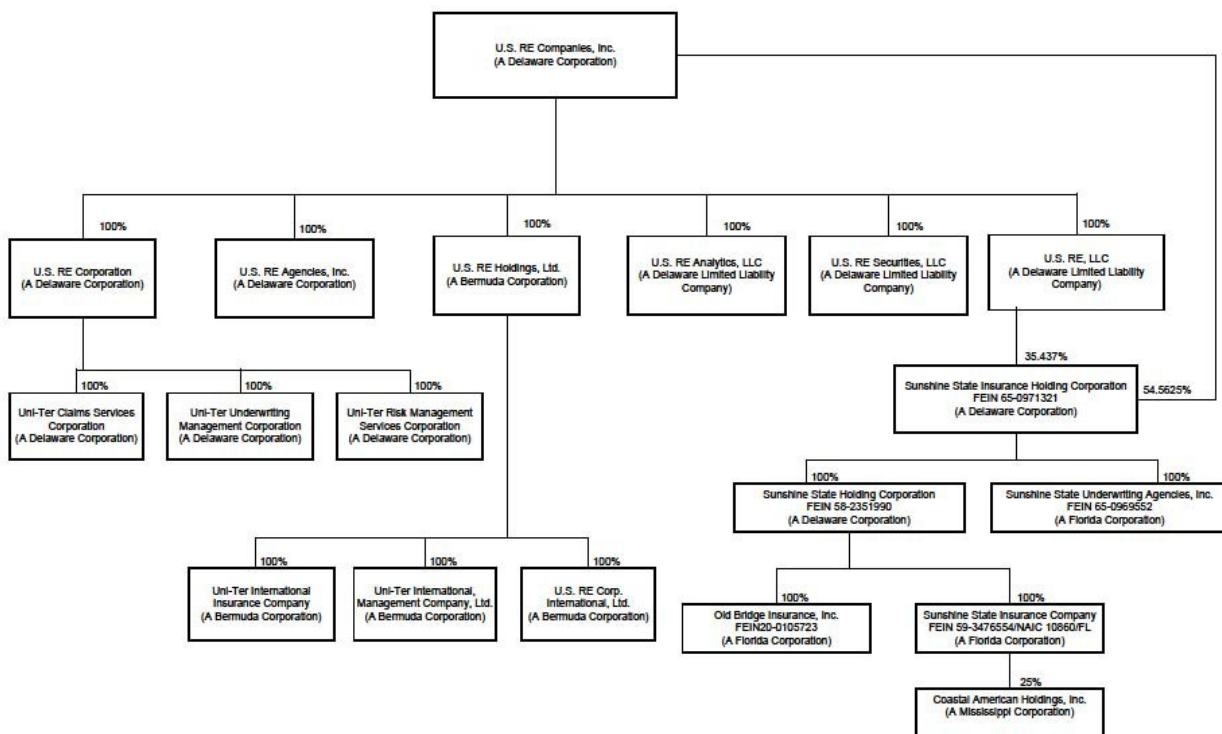 U.S. RE Companies, Inc.
(A Delaware Corporation)
100%
100%
100%
100%
100%
100%
U.S. RE Corporation
(A Delaware Corporation)
U.S. RE Agencies, Inc.
(A Delaware Corporation)
U.S. RE Holdings, Ltd.
(A Bermuda Corporation)
U.S. RE Analytics, LLC
(A Delaware Limited Liability
Company)
U.S. RE Securities, LLC
(A Delaware Limited Liability
Company)
U.S. RE, LLC
(A Delaware Limited Liability
Company)
35.437%
54.5625%
100%
100%
100%
Uni-Ter Claims Services
Corporation
(A Delaware Corporation)
Uni-Ter Underwriting
Management Corporation
(A Delaware Corporation)
Uni-Ter Risk Management
Services Corporation
(A Delaware Corporation)
Sunshine State Insurance Holding Corporation
FEIN 65-0971321
(A Delaware Corporation)
100%
100%
Sunshine State Holding Corporation
FEIN 58-2351990
(A Delaware Corporation)
Sunshine State Underwriting Agencies, Inc.
FEIN 65-0969552
(A Florida Corporation)
100%
100%
100%
Uni-Ter International
Insurance Company
(A Bermuda Corporation)
Uni-Ter International,
Management Company, Ltd.
(A Bermuda Corporation)
U.S. RE Corp.
International, Ltd.
(A Bermuda Corporation)
100%
100%
Old Bridge Insurance, Inc.
FEIN20-0105723
(A Florida Corporation)
Sunshine State Insurance Company
FEIN 59-3476554/NAIC 10860/FL
(A Florida Corporation)
25%
Coastal American Holdings, Inc.
(A Mississippi Corporation)